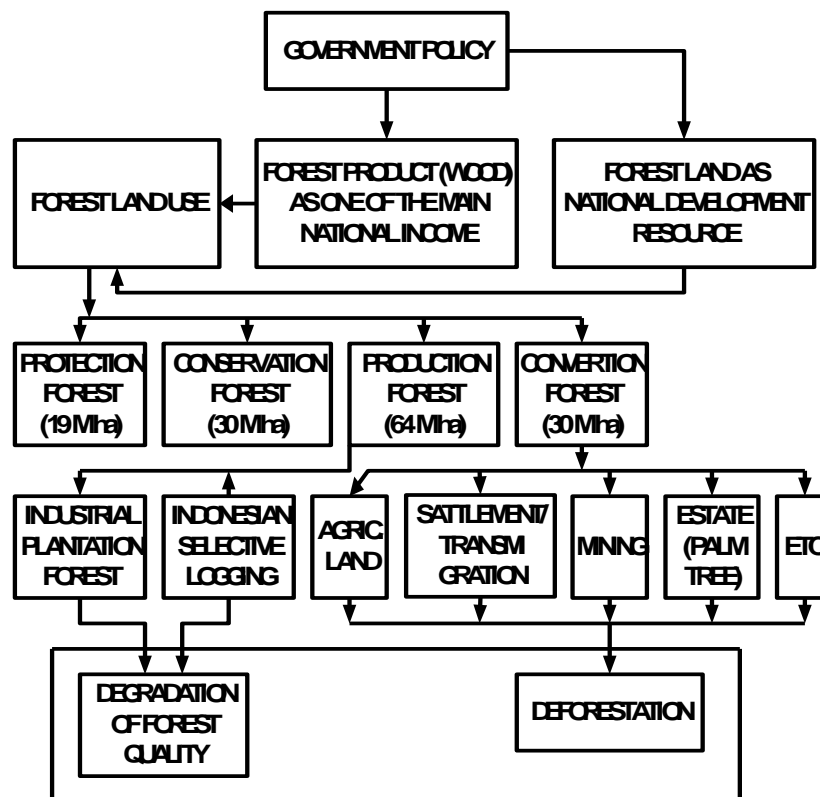 GOVERNMENT POLICY
FOREST LAND USE
FOREST PRODUCT (WOOD)
AS ONE OF THE MAIN
NATIONAL INCOME
FOREST LAND AS
NATIONAL DEVELOPMENT
RESOURCE
PROTECTION
FOREST
(19 Mha)
CONSERVATION
FOREST
(30 Mha)
PRODUCTION
FOREST
(64 Mha)
CONVERTION
FOREST
(30 Mha)
INDUSTRIAL
PLANTATION
FOREST
INDONESIAN
SELECTIVE
LOGGING
AGRIC.
LAND
SATTLEMENT/
TRANSMI
GRATION
MINING
ESTATE
(PALM
TREE)
ETC
DEGRADATION
OF FOREST
QUALITY
DEFORESTATION